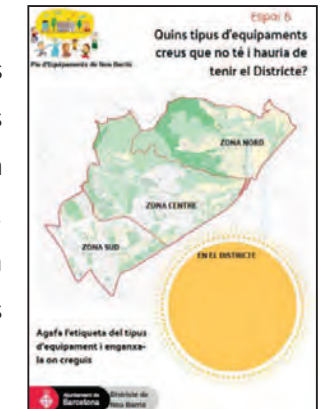 Espai 6
Quins tipus d'equipaments
creus que no té i hauria de
tenir el Districte?
Pla d'Equipaments de Nou Barris
ZONA NORD
ZONA CENTRE
ZONA SUD
EN EL DISTRICTE
Agafa l'etiqueta del tipus
d'equipament i enganxa-
la on creguis
Ajuntament de
Barcelona
Districte de
Nou Barris